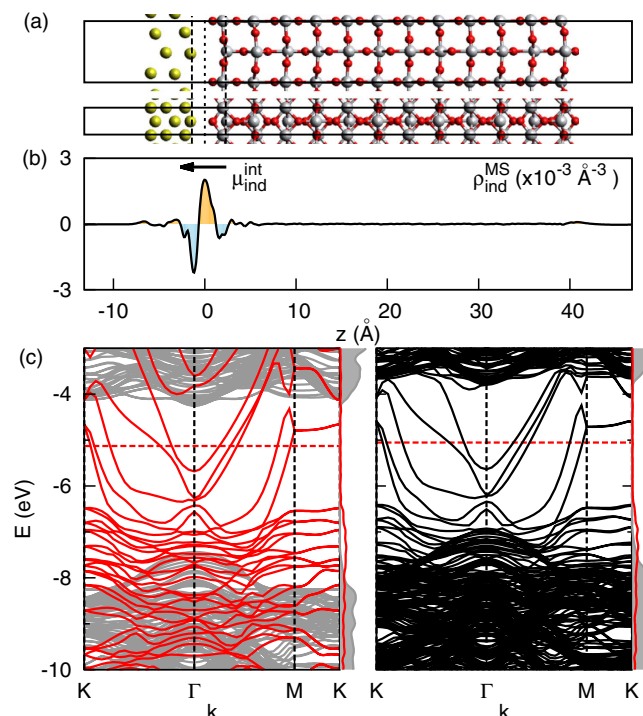 (a)
(b)
3
0
-3
μ_ind^int
ρ_ind^MS (x10^-3 Å^-3)
-10 0 10 20 30 40
z (Å)
(c)
-4
-6
-8
-10
E (eV)
K Γ M K K Γ M K
k k